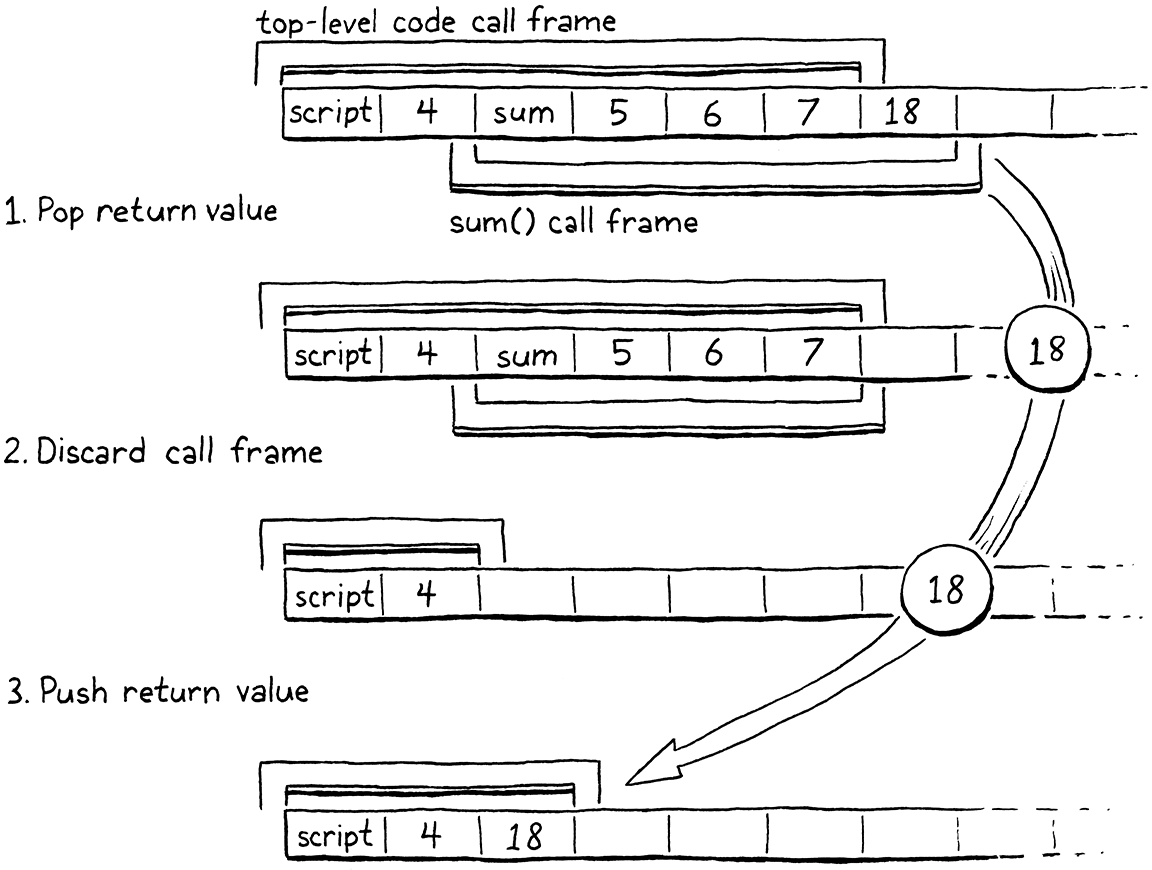 top-level code call frame
script 4 sum 5 6 7 18
1. Pop return value
sum() call frame
script 4 sum 5 6 7
18
2. Discard call frame
script 4
18
3. Push return value
script 4 18